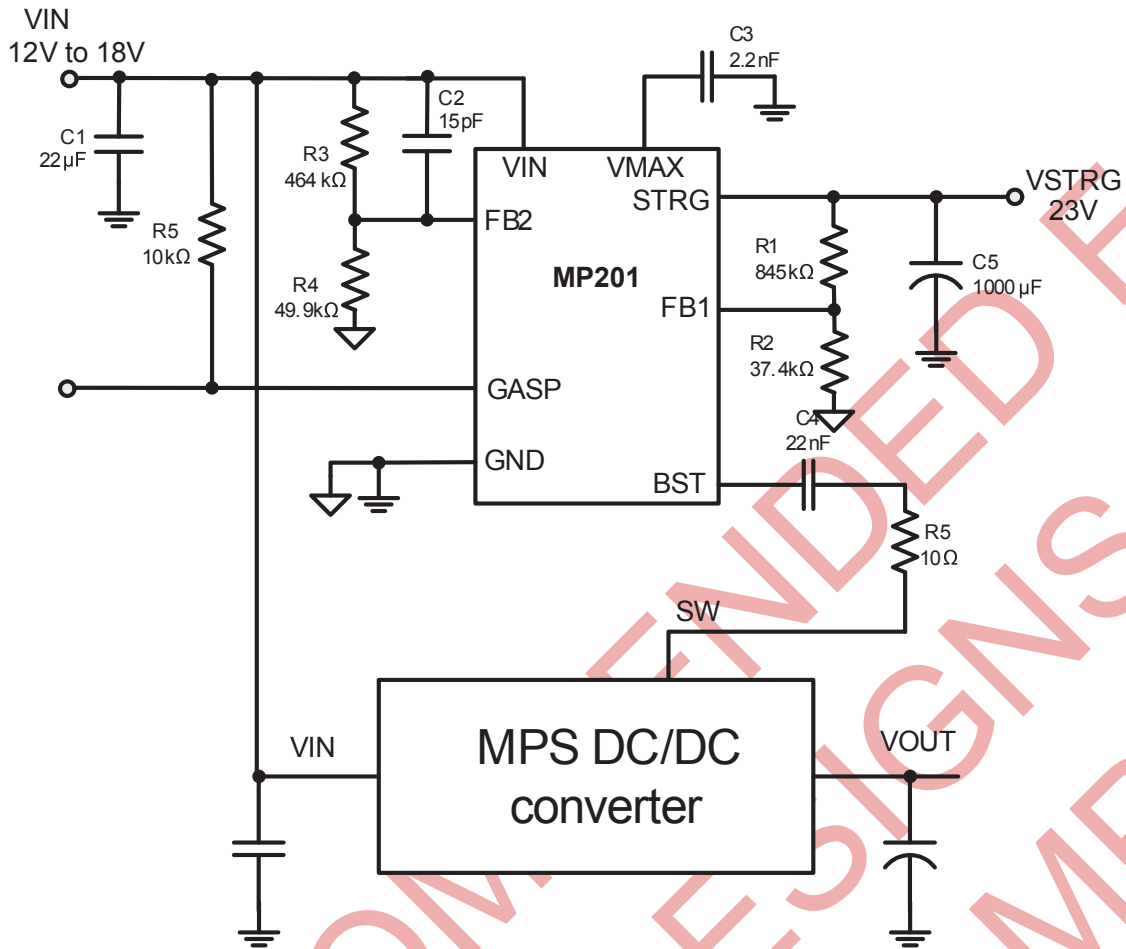 VIN
12V to 18V
C1
22µF
R5
10kΩ
R3
464 kΩ
C2
15pF
R4
49.9kΩ
C3
2.2nF
VIN
VMAX
STRG
FB2
MP201
FB1
GASP
GND
BST
VSTRG
23V
R1
845kΩ
C5
1000µF
R2
37.4kΩ
C4
22nF
R5
10Ω
SW
VIN
MPS DC/DC
converter
VOUT